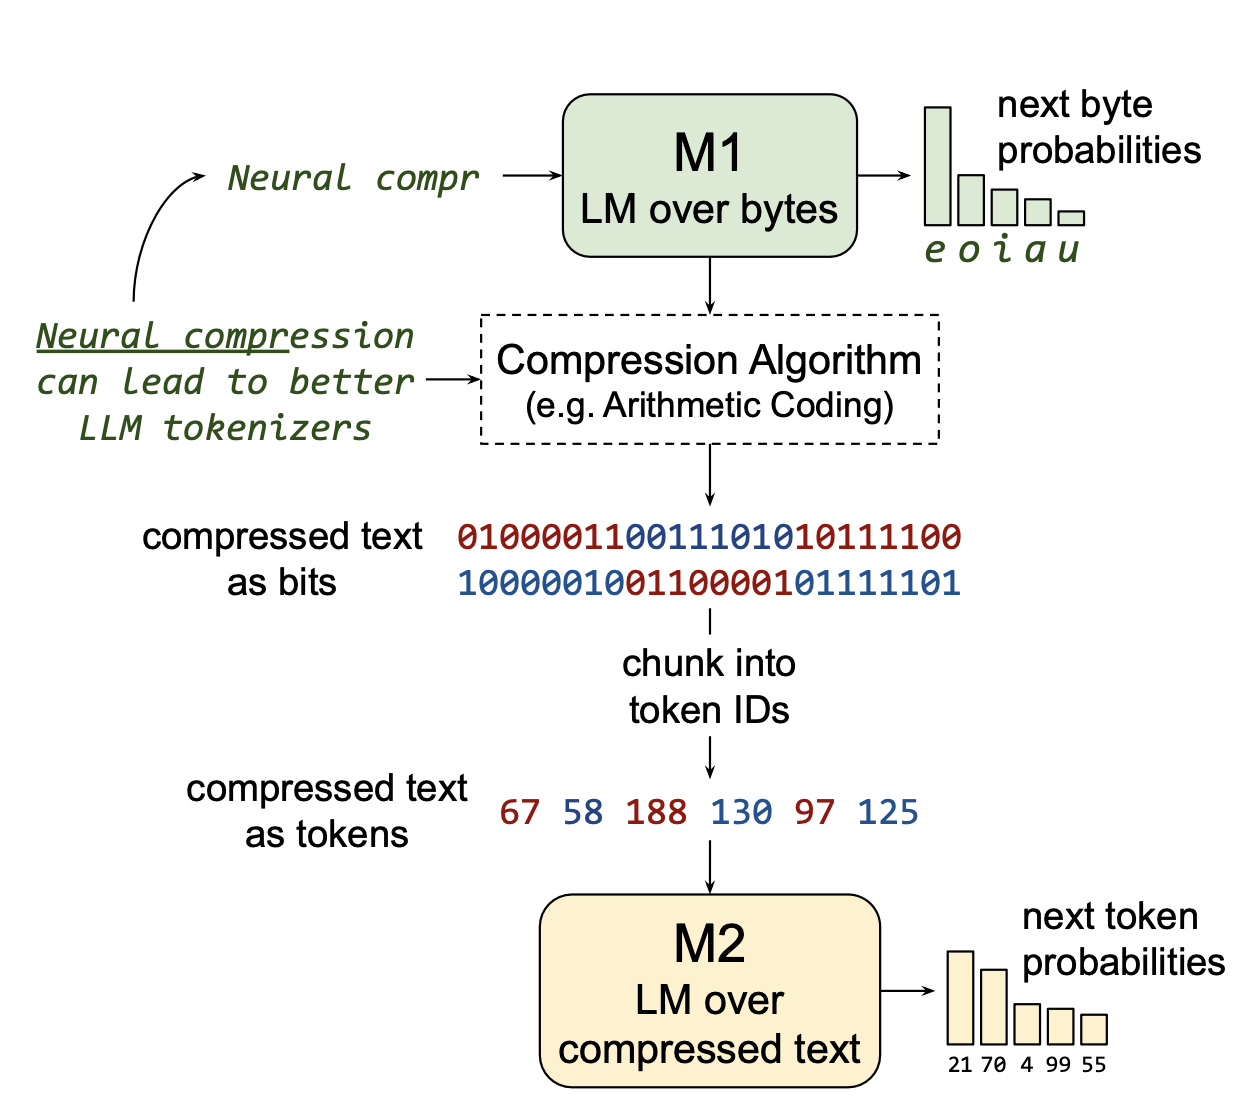 next byte
probabilities
M1
LM over bytes
Neural compr
e o i a u
Neural compression
can lead to better
LLM tokenizers
Compression Algorithm
(e.g. Arithmetic Coding)
compressed text
as bits
010000110011101010111100
100000100110000101111101
chunk into
token IDs
compressed text
as tokens
67 58 188 130 97 125
M2
LM over
compressed text
next token
probabilities
21 70 4 99 55